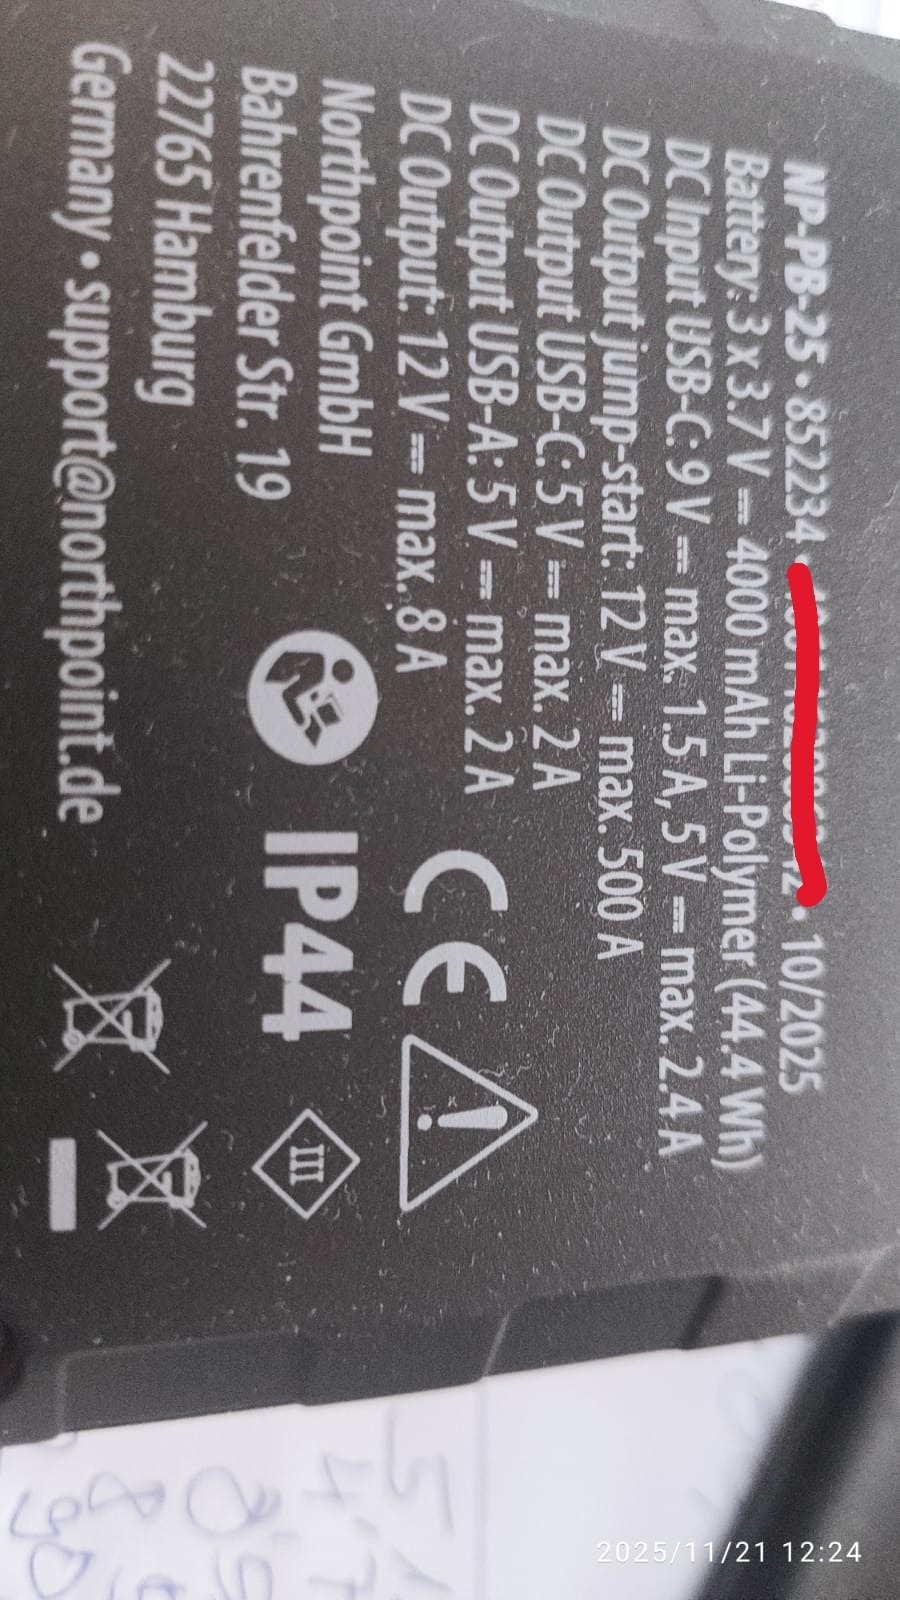 NP-PB-25 • 852234 • • 10/2025
Battery: 3 x 3.7 V ⎓ 4000 mAh Li-Polymer (44.4 Wh)
DC Input USB-C: 9 V ⎓ max. 1.5 A, 5 V ⎓ max. 2.4 A
DC Output jump-start: 12 V ⎓ max. 500 A
DC Output USB-C: 5 V ⎓ max. 2 A
DC Output USB-A: 5 V ⎓ max. 2 A
DC Output: 12 V ⎓ max. 8 A
Northpoint GmbH
Bahrenfelder Str. 19
22765 Hamburg
Germany • support@northpoint.de
CE
IP44
III
2025/11/21 12:24